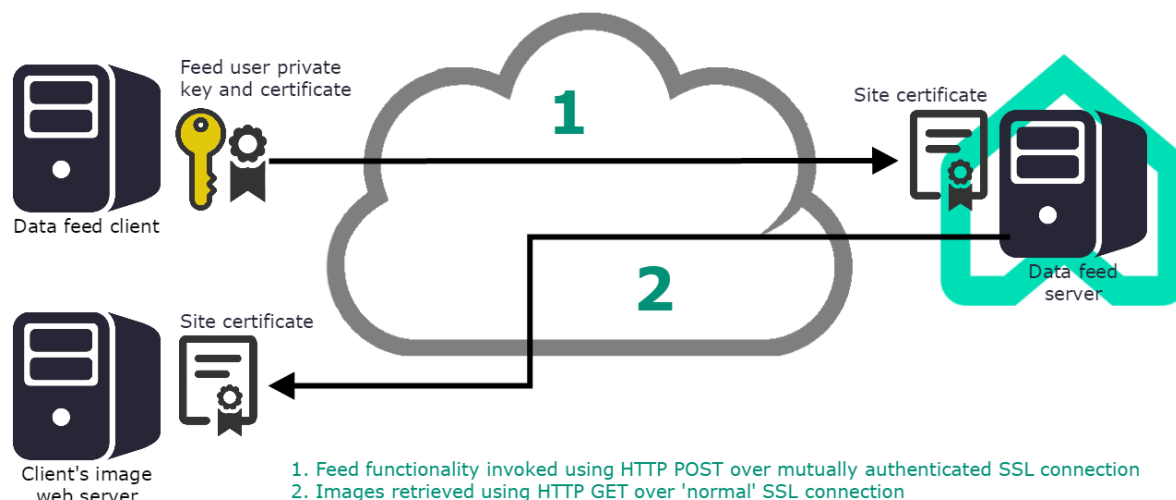 Feed user private
key and certificate
1
Site certificate
Data feed client
Data feed
server
2
Site certificate
Client's image
web server
1. Feed functionality invoked using HTTP POST over mutually authenticated SSL connection
2. Images retrieved using HTTP GET over 'normal' SSL connection